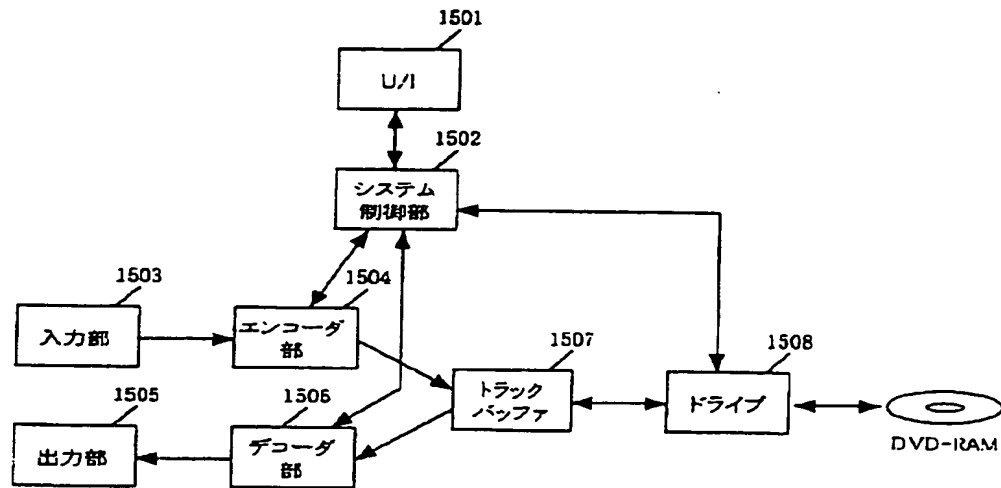 1501
U/I
1502
システム
制御部
1503
入力部
1504
エンコーダ
部
1507
トラック
バッファ
1508
ドライブ
1505
出力部
1506
デコーダ
部
DVD-RAM